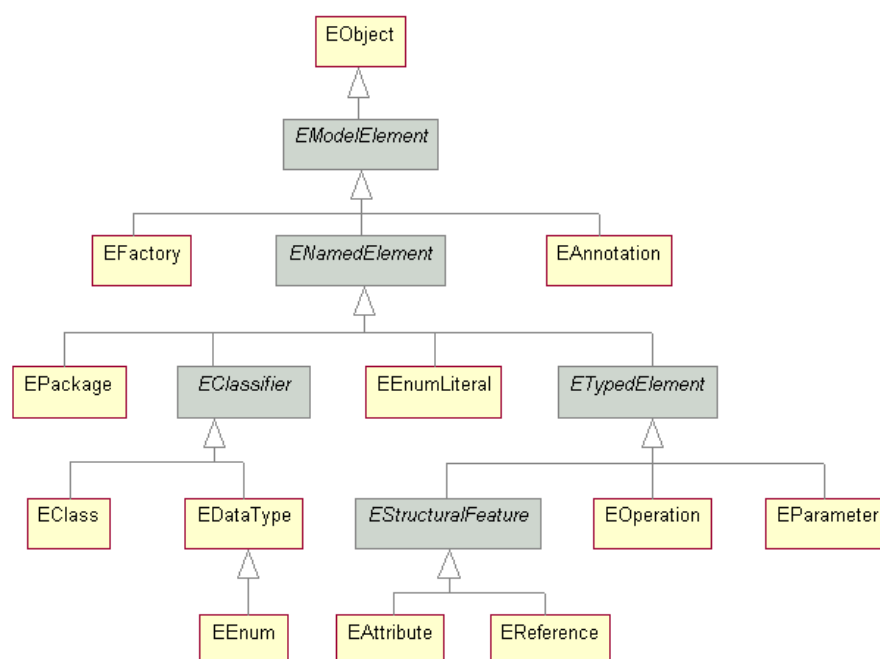 EObject
EModelElement
EFactory
ENamedElement
EAnnotation
EPackage
EClassifier
EEnumLiteral
ETypedElement
EClass
EDataType
EStructuralFeature
EOperation
EParameter
EEnum
EAttribute
EReference